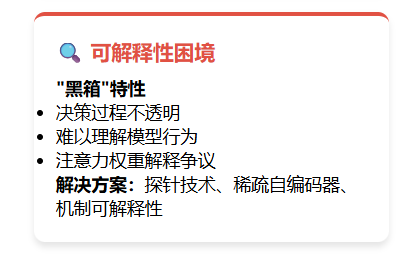 🔍 可解释性困境
"黑箱"特性
• 决策过程不透明
• 难以理解模型行为
• 注意力权重解释争议
解决方案：探针技术、稀疏自编码器、
机制可解释性